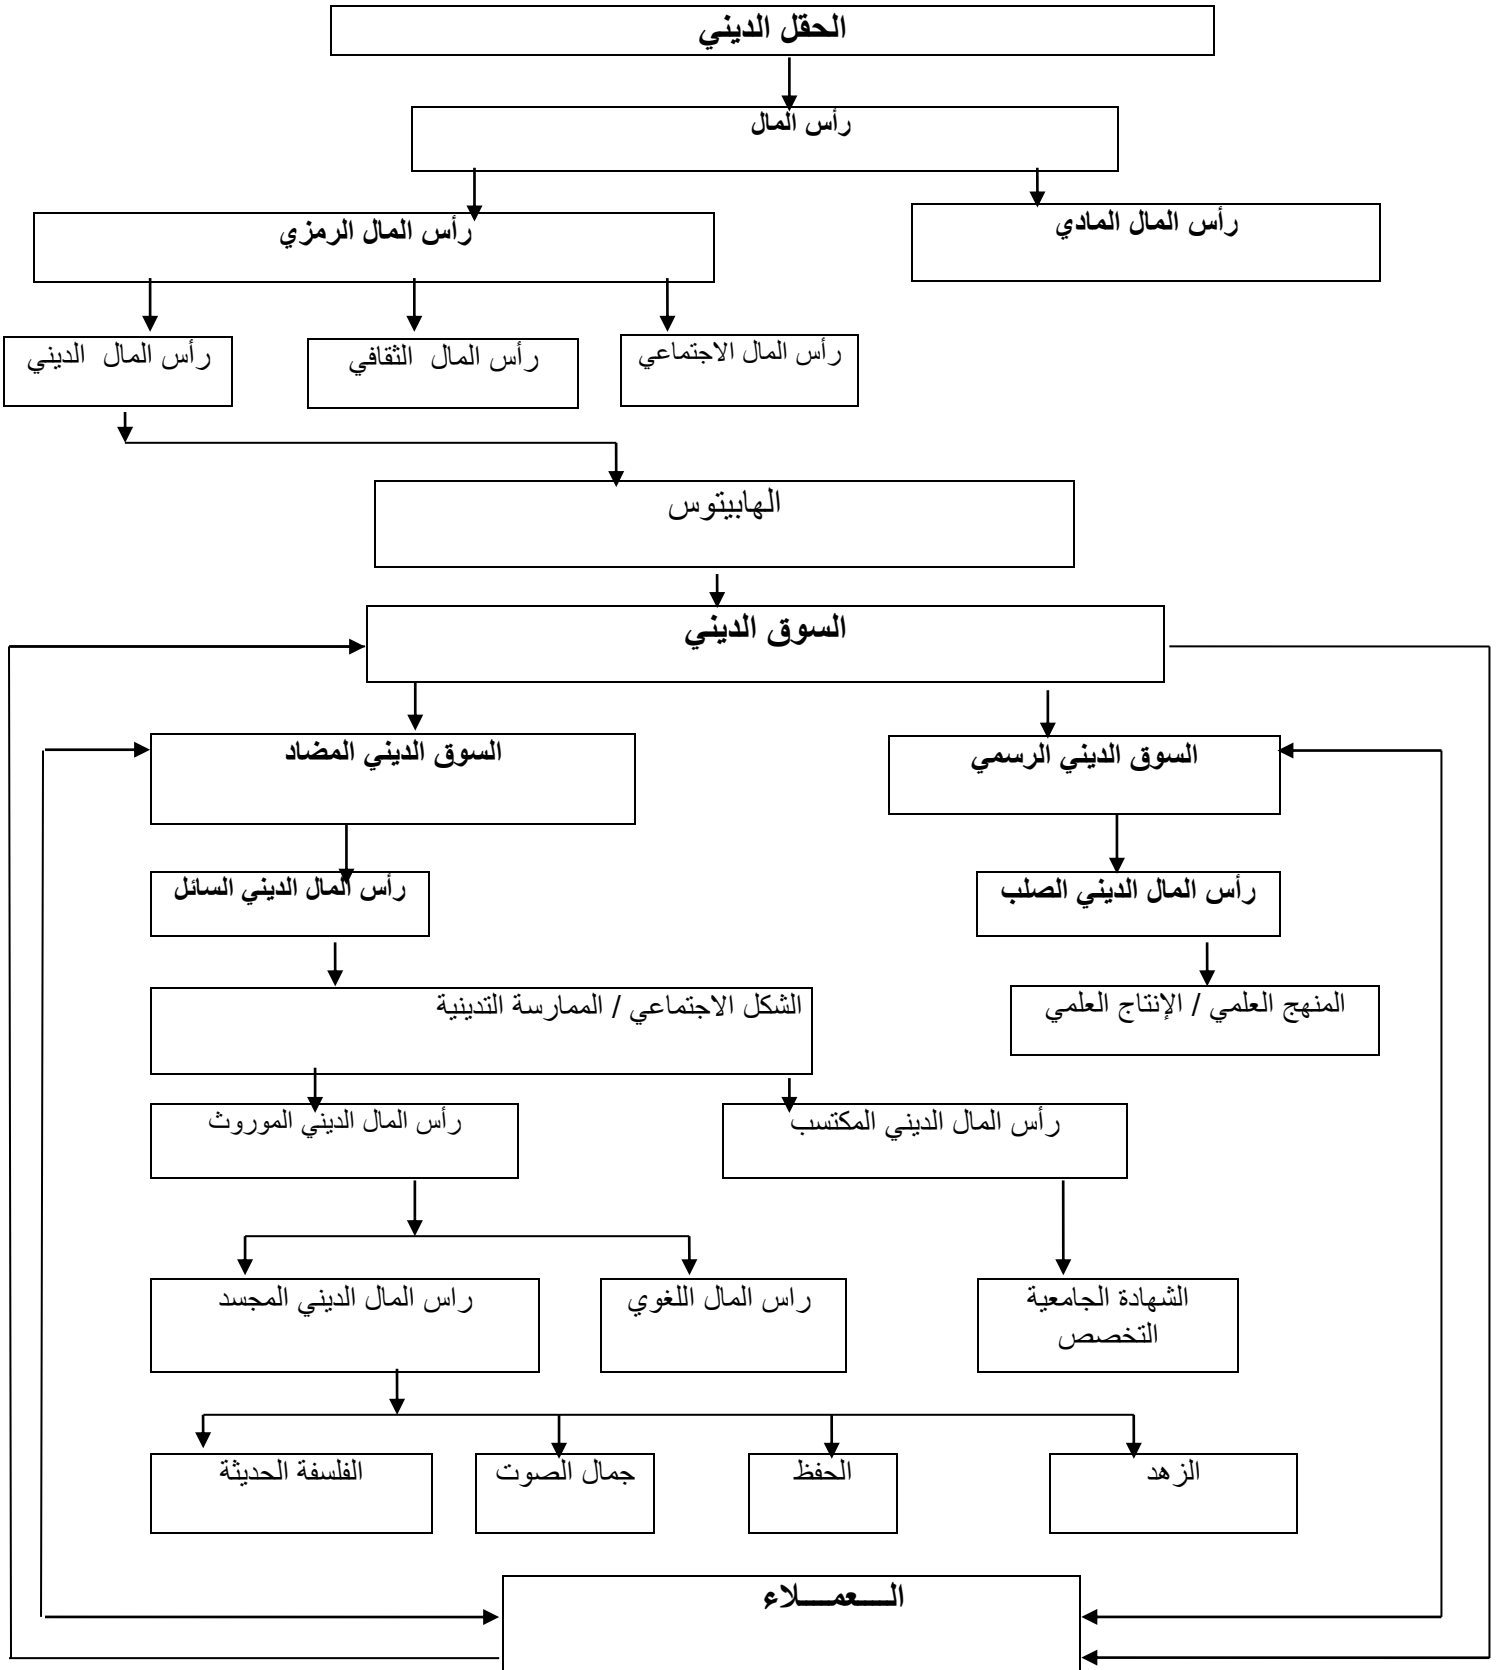 الحقل الديني
رأس المال
رأس المال المادي
رأس المال الرمزي
رأس المال الاجتماعي
رأس المال الثقافي
رأس المال الديني
الهابيتوس
السوق الديني
السوق الديني الرسمي
السوق الديني المضاد
رأس المال الديني الصلب
رأس المال الديني السائل
المنهج العلمي / الإنتاج العلمي
الشكل الاجتماعي / الممارسة التدينية
رأس المال الديني المكتسب
رأس المال الديني الموروث
الشهادة الجامعية
التخصص
راس المال اللغوي
راس المال الديني المجسد
الزهد
الحفظ
جمال الصوت
الفلسفة الحديثة
الــــعمــــلاء